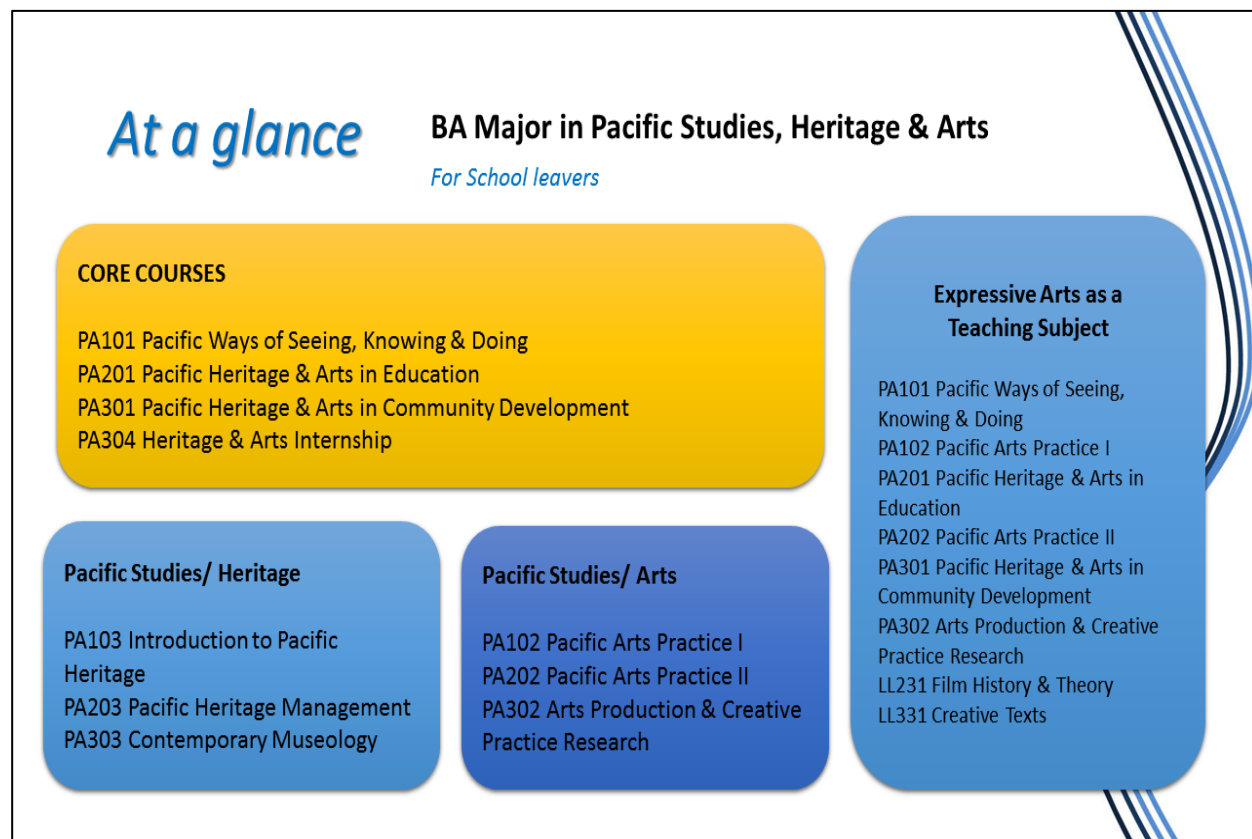 At a glance
BA Major in Pacific Studies, Heritage & Arts
For School leavers
CORE COURSES
PA101 Pacific Ways of Seeing, Knowing & Doing
PA201 Pacific Heritage & Arts in Education
PA301 Pacific Heritage & Arts in Community Development
PA304 Heritage & Arts Internship
Pacific Studies/ Heritage
PA103 Introduction to Pacific
Heritage
PA203 Pacific Heritage Management
PA303 Contemporary Museology
Pacific Studies/ Arts
PA102 Pacific Arts Practice I
PA202 Pacific Arts Practice II
PA302 Arts Production & Creative
Practice Research
Expressive Arts as a
Teaching Subject
PA101 Pacific Ways of Seeing,
Knowing & Doing
PA102 Pacific Arts Practice I
PA201 Pacific Heritage & Arts in
Education
PA202 Pacific Arts Practice II
PA301 Pacific Heritage & Arts in
Community Development
PA302 Arts Production & Creative
Practice Research
LL231 Film History & Theory
LL331 Creative Texts